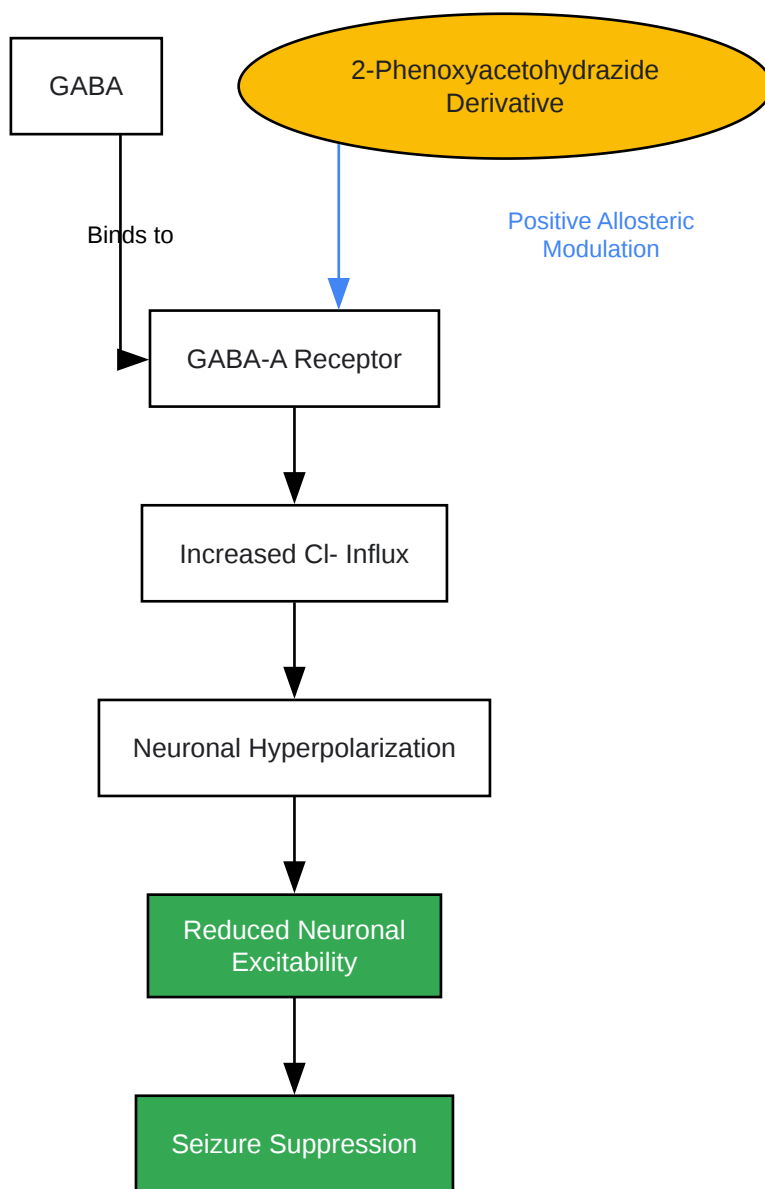 GABA
2-Phenoxyacetohydrazide
Derivative
Binds to
Positive Allosteric
Modulation
GABA-A Receptor
Increased Cl- Influx
Neuronal Hyperpolarization
Reduced Neuronal
Excitability
Seizure Suppression